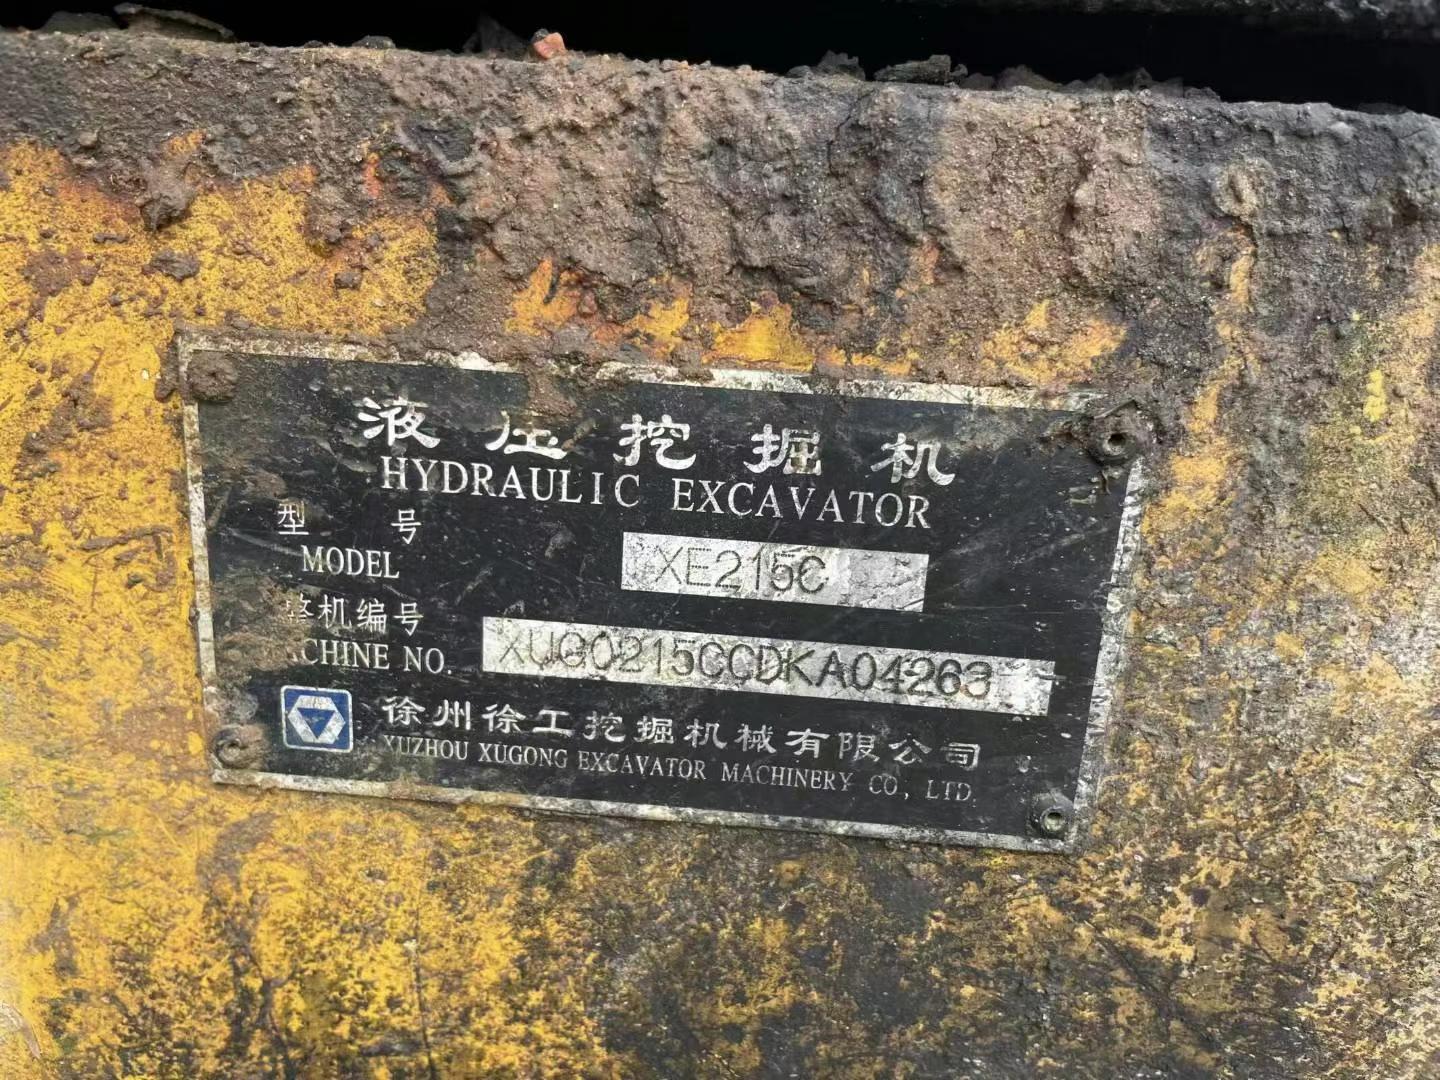 液压挖掘机
HYDRAULIC EXCAVATOR
型 号
MODEL XE215C
整机编号
CHINE NO. XUG0215CCDKA04263
徐州徐工挖掘机械有限公司
XUZHOU XUGONG EXCAVATOR MACHINERY CO, LTD.